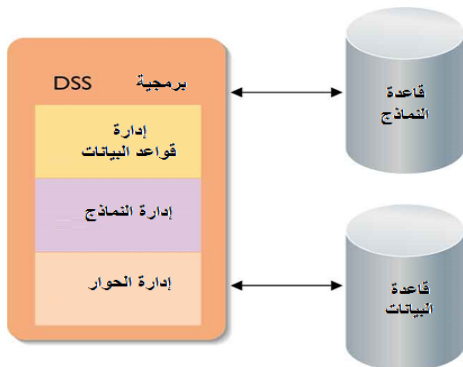 برمجية DSS
إدارة
قواعد البيانات
إدارة النماذج
إدارة الحوار
قاعدة
النماذج
قاعدة
البيانات